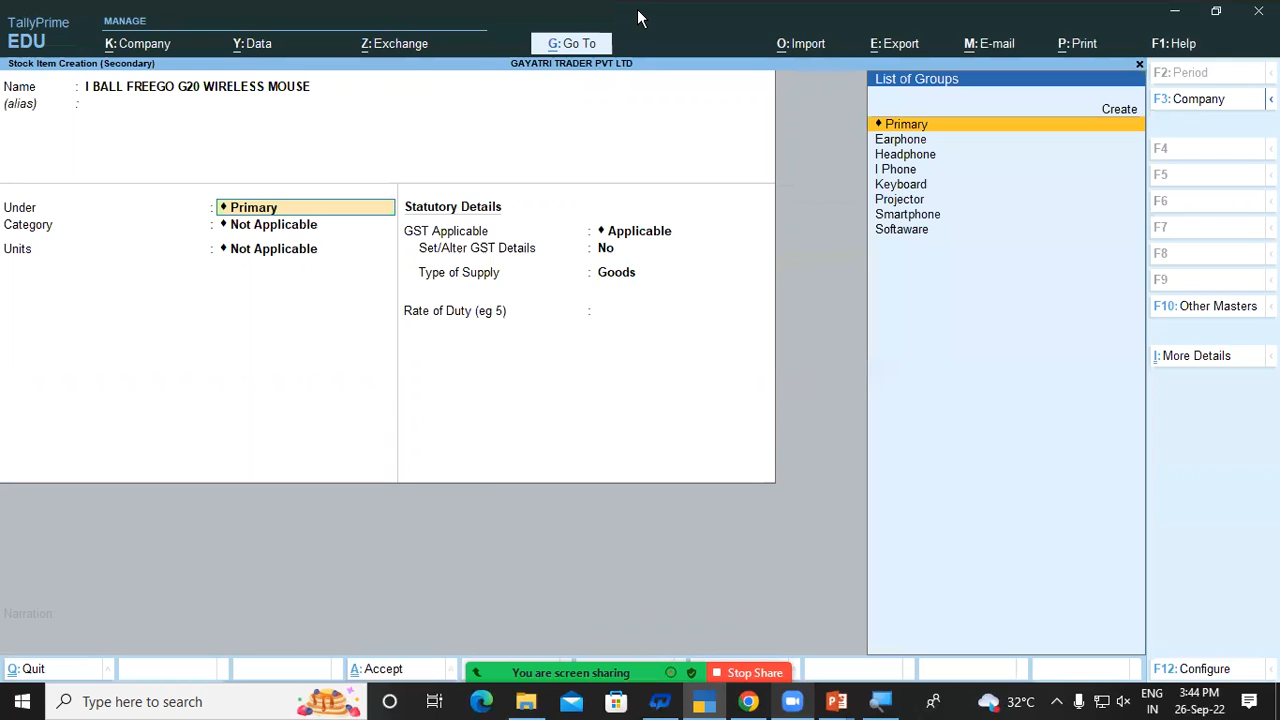 TallyPrime
EDU
MANAGE
K: Company
Y: Data
Z: Exchange
G: Go To
O: Import
E: Export
M: E-mail
P: Print
F1: Help
Stock Item Creation (Secondary)
GAYATRI TRADER PVT LTD
Name : I BALL FREEGO G20 WIRELESS MOUSE
(alias) :
Under : ♦ Primary
Category : ♦ Not Applicable
Units : ♦ Not Applicable
Statutory Details
GST Applicable : ♦ Applicable
Set/Alter GST Details : No
Type of Supply : Goods
Rate of Duty (eg 5) :
Narration:
List of Groups
Create
♦ Primary
Earphone
Headphone
I Phone
Keyboard
Projector
Smartphone
Softaware
F2: Period
F3: Company
F4
F5
F6
F7
F8
F9
F10: Other Masters
I: More Details
F12: Configure
Q: Quit
A: Accept
You are screen sharing
Stop Share
Type here to search
32°C
ENG
IN
3:44 PM
26-Sep-22